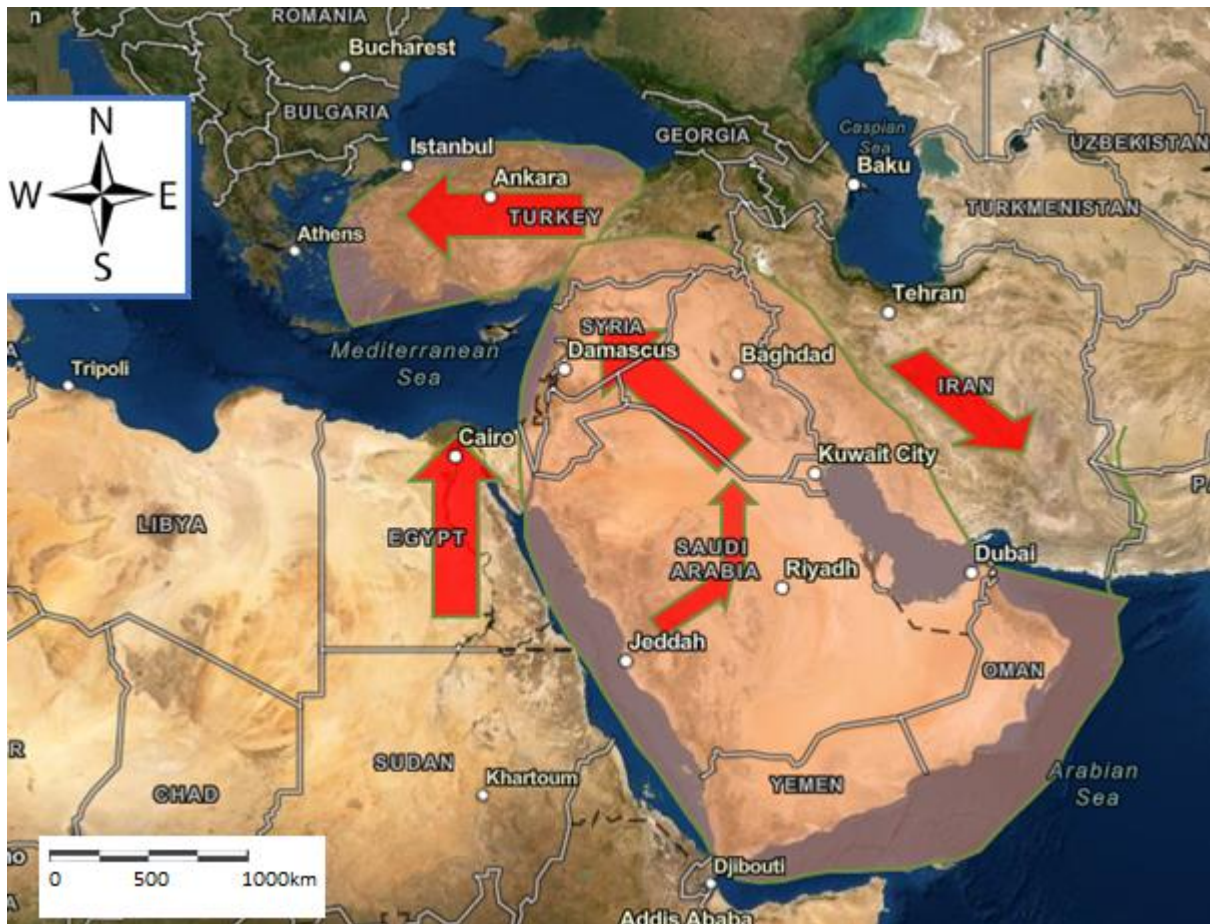 n
ROMANIA
Bucharest
BULGARIA
GEORGIA
Caspian
Sea
UZBEKISTAN
N
W E
S
Istanbul
Ankara
TURKEY
Baku
TURKMENISTAN
Athens
Tehran
Mediterranean
Sea
SYRIA
Damascus
Baghdad
IRAN
Tripoli
Cairo
Kuwait City
PA
LIBYA
EGYPT
SAUDI
ARABIA
Riyadh
Dubai
Jeddah
OMAN
R
SUDAN
CHAD
Khartoum
YEMEN
Arabian
Sea
0 500 1000km
Djibouti
Addis Ababa